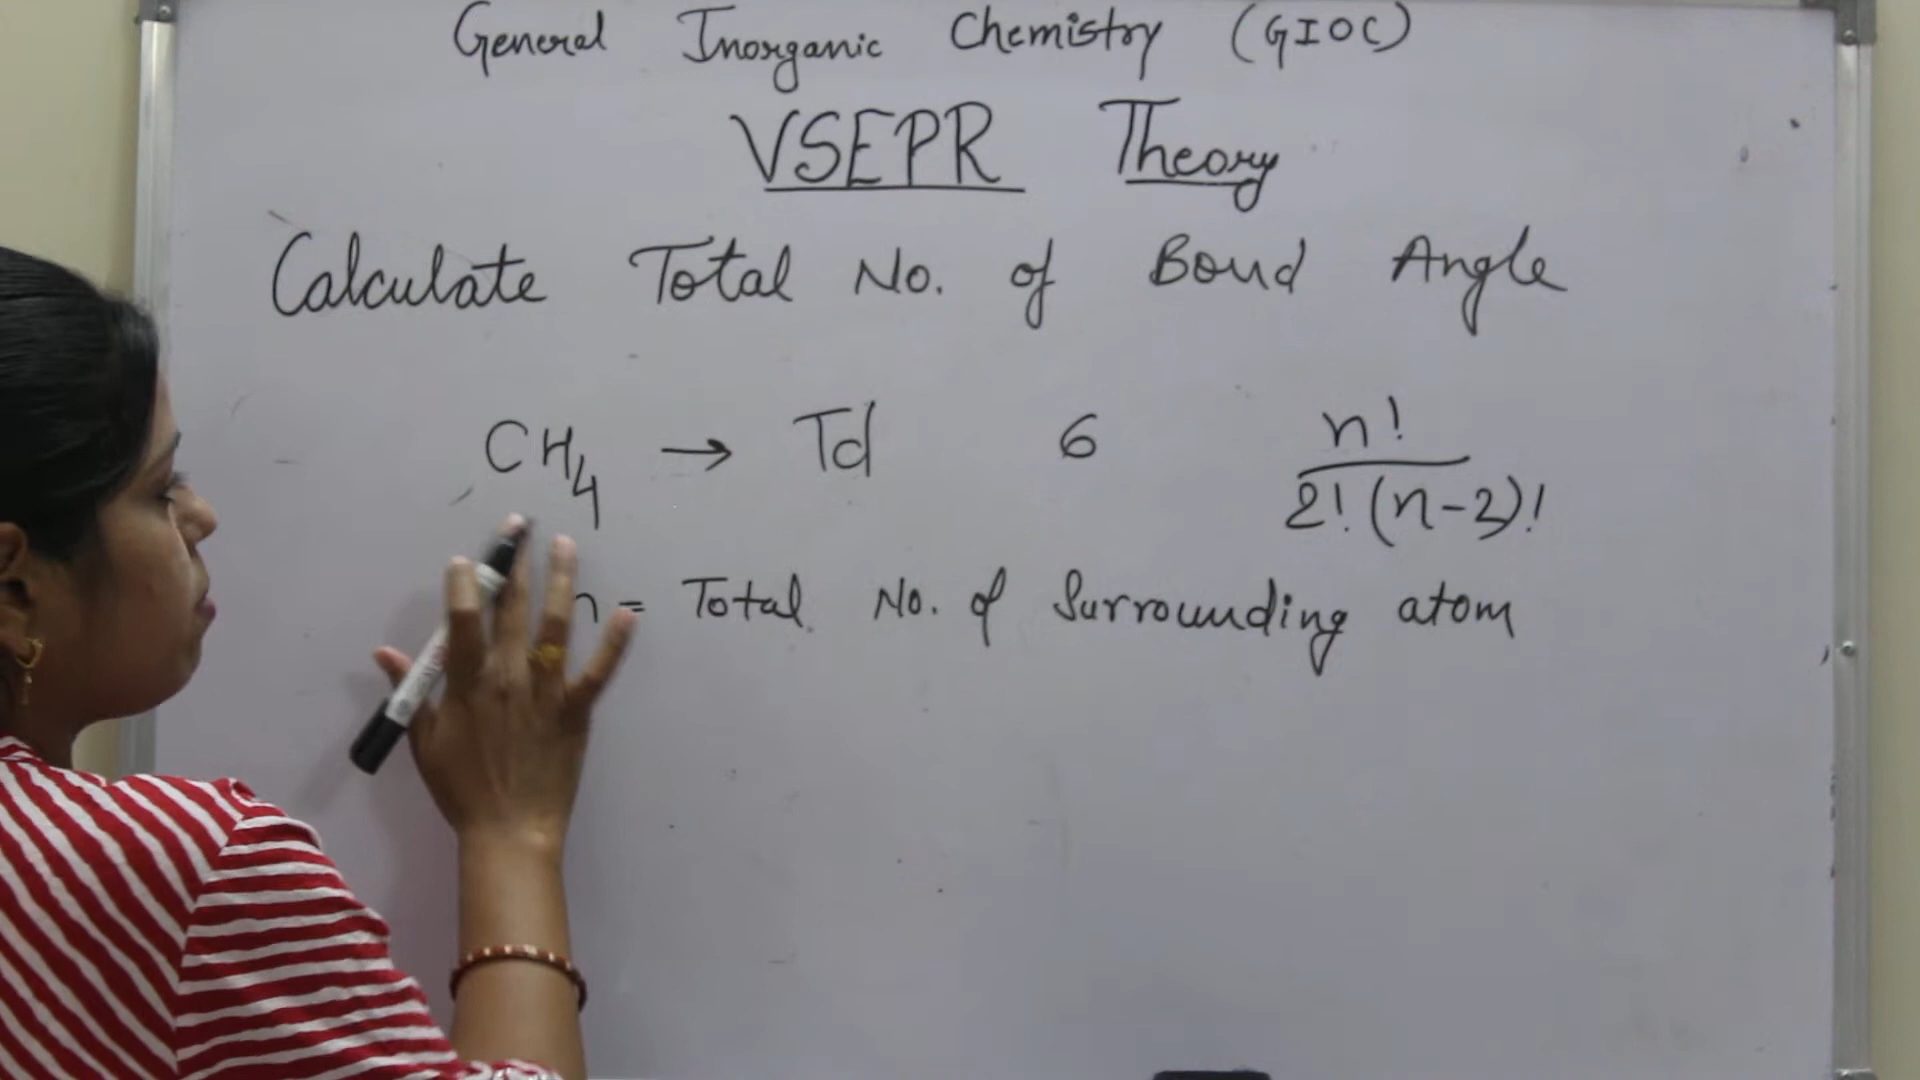 General Inorganic Chemistry (GIOC)
VSEPR Theory
Calculate Total No. of Bond Angle
CH4 → Td 6 n!
2!(n-2)!
n = Total No. of Surrounding atom